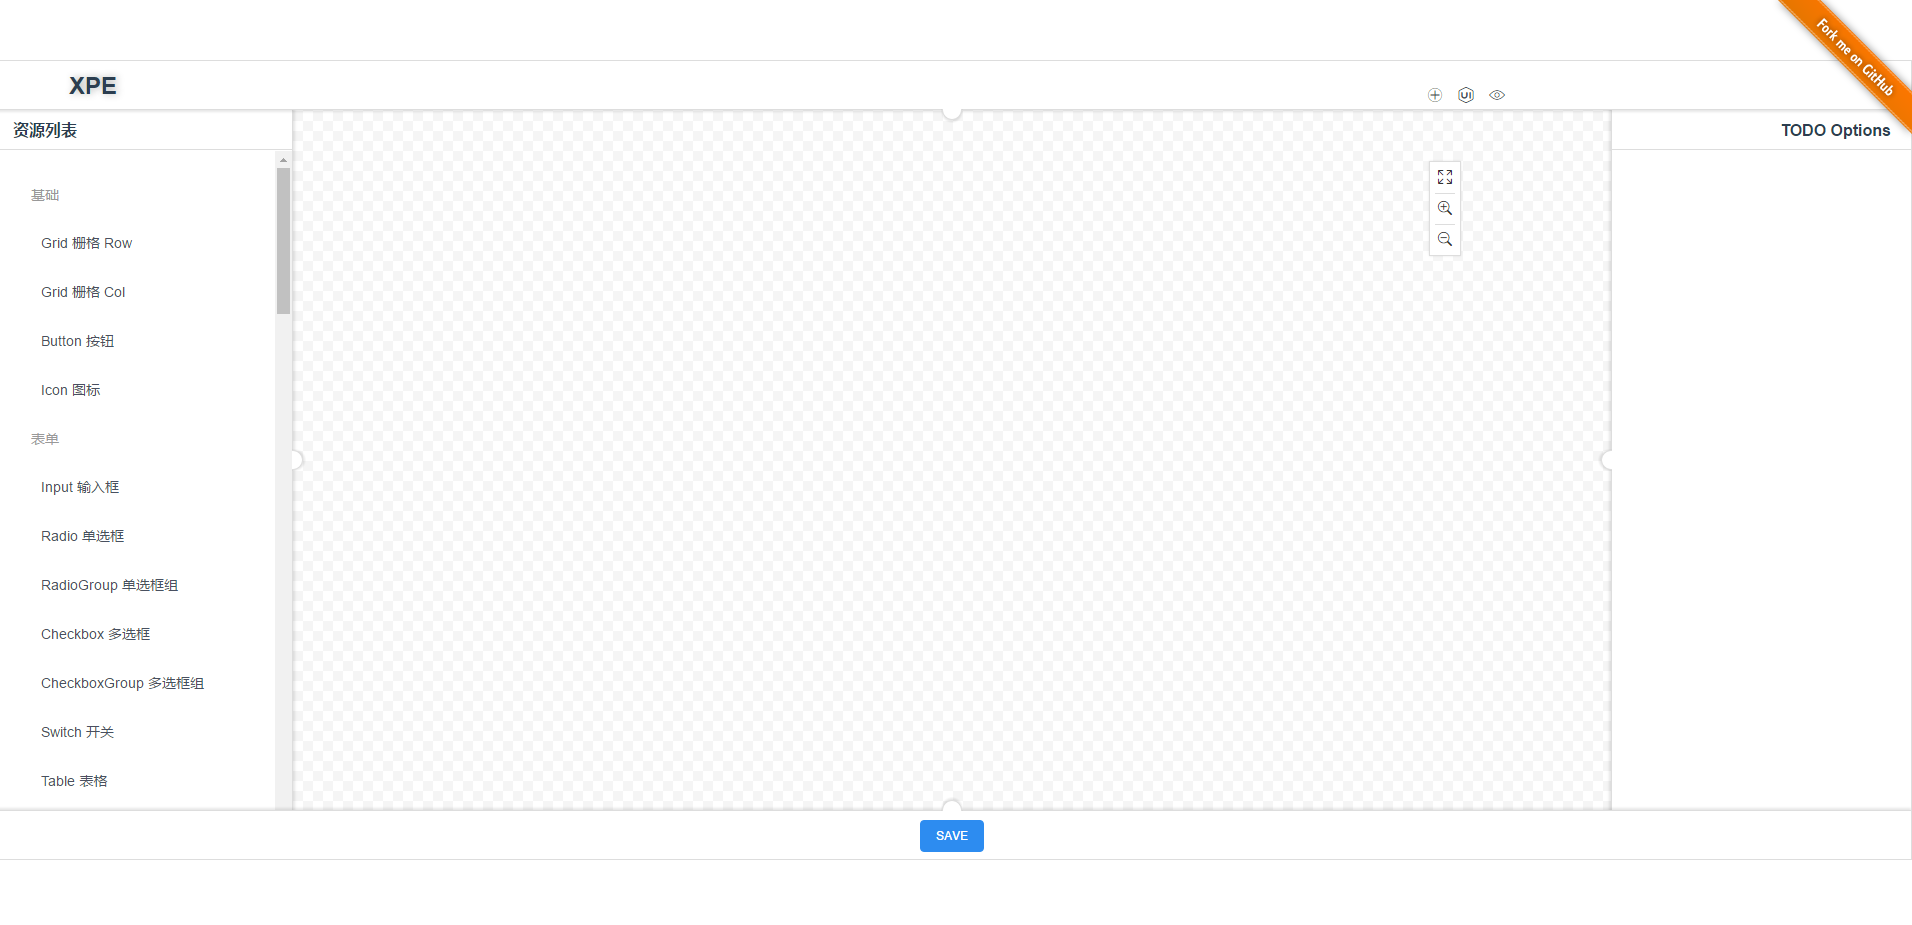 Fork me on GitHub
XPE
UI
资源列表
TODO Options
基础
Grid 栅格 Row
Grid 栅格 Col
Button 按钮
Icon 图标
表单
Input 输入框
Radio 单选框
RadioGroup 单选框组
Checkbox 多选框
CheckboxGroup 多选框组
Switch 开关
Table 表格
SAVE